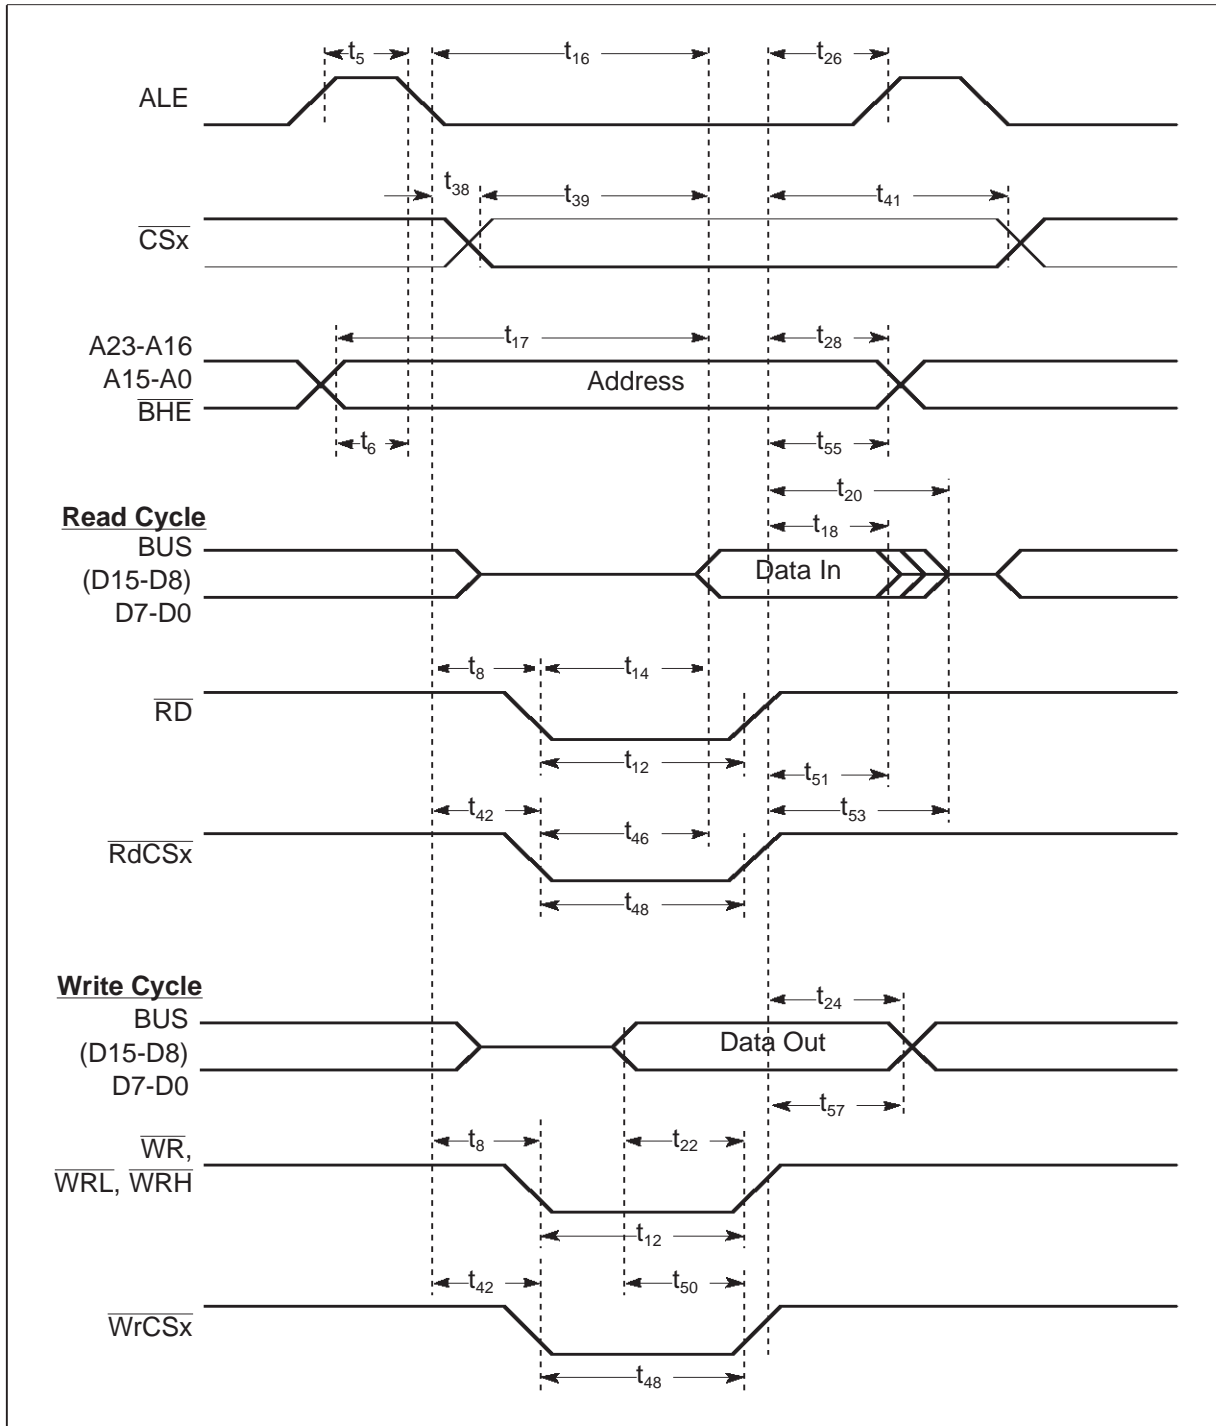 t5 t16 t26
ALE
t38 t39 t41
CSx
t17 t28
A23-A16
A15-A0
BHE
Address
t6 t55
t20
Read Cycle
t18
BUS
(D15-D8)
D7-D0
Data In
t8 t14
RD
t12 t51
t42 t46 t53
RdCSx
t48
Write Cycle
t24
BUS
(D15-D8)
D7-D0
Data Out
t57
t8 t22
WR,
WRL, WRH
t12
t42 t50
WrCSx
t48